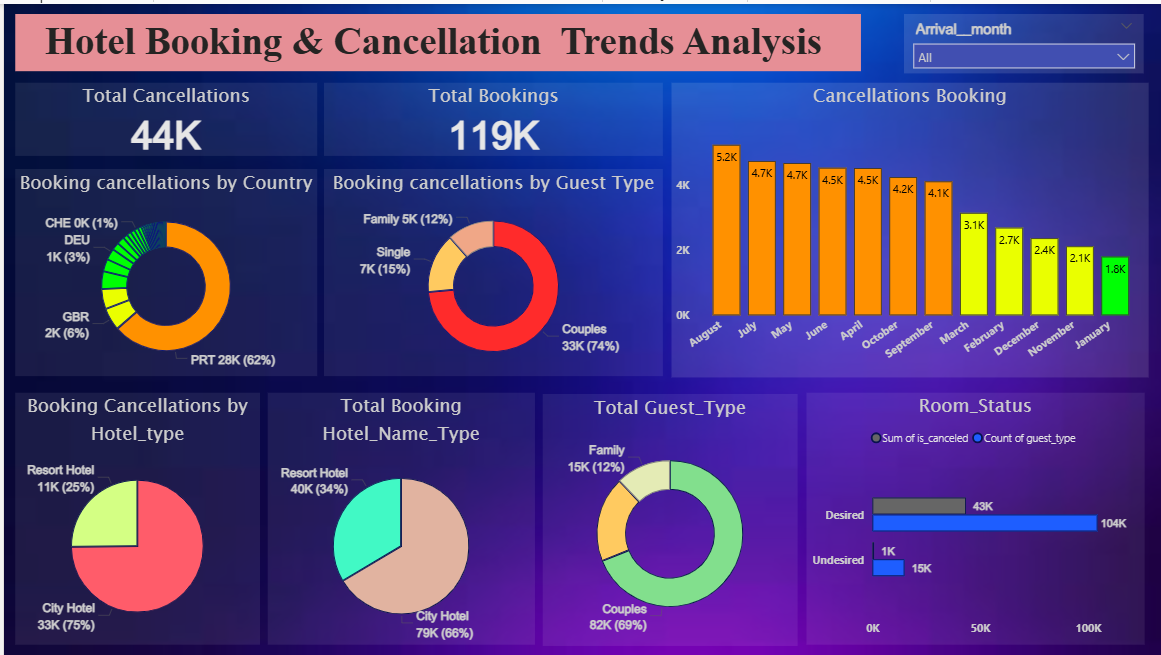 Hotel Booking & Cancellation Trends Analysis
Arrival__month
All
Total Cancellations
44K
Total Bookings
119K
Cancellations Booking
4K
2K
0K
5.2K
4.7K
4.7K
4.5K
4.5K
4.2K
4.1K
3.1K
2.7K
2.4K
2.1K
1.8K
August
July
May
June
April
October
September
March
February
December
November
January
Booking cancellations by Country
CHE 0K (1%)
DEU
1K (3%)
GBR
2K (6%)
PRT 28K (62%)
Booking cancellations by Guest Type
Family 5K (12%)
Single
7K (15%)
Couples
33K (74%)
Booking Cancellations by
Hotel_type
Resort Hotel
11K (25%)
City Hotel
33K (75%)
Total Booking
Hotel_Name_Type
Resort Hotel
40K (34%)
City Hotel
79K (66%)
Total Guest_Type
Family
15K (12%)
Couples
82K (69%)
Room_Status
Sum of is_canceled Count of guest_type
Desired
43K
104K
Undesired
1K
15K
0K 50K 100K